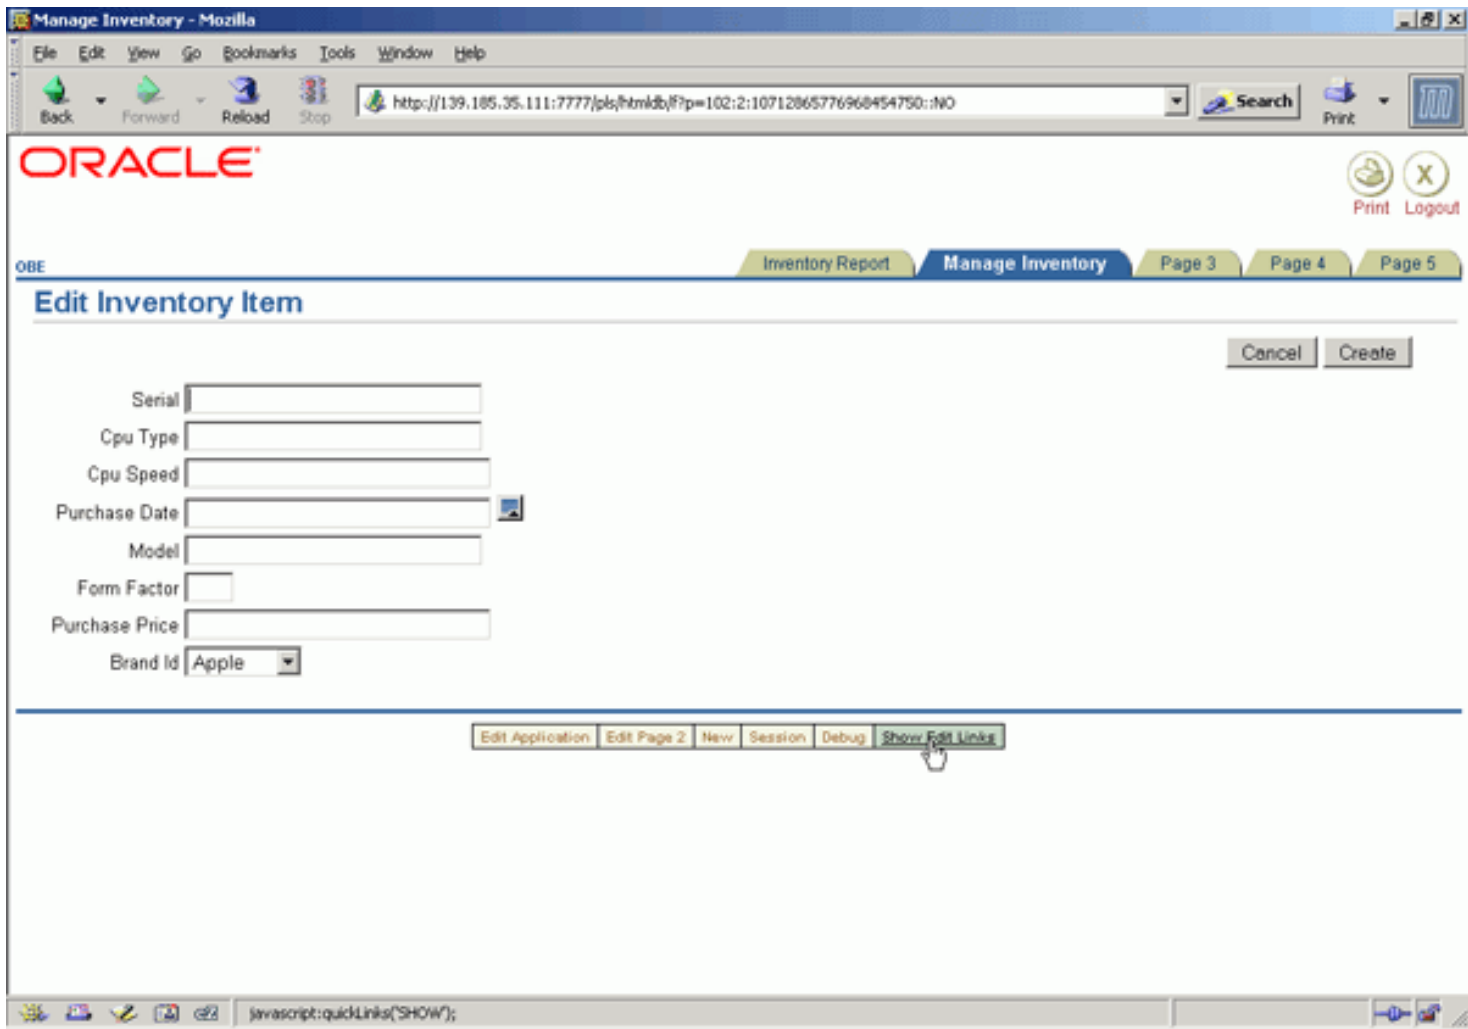 Manage Inventory - Mozilla
File Edit View Go Bookmarks Tools Window Help
Back Forward Reload Stop http://139.185.35.111:7777/pls/htmldb/f?p=102:2:10712865776968454750::NO Search Print
ORACLE
Print Logout
OBE Inventory Report Manage Inventory Page 3 Page 4 Page 5
Edit Inventory Item
Cancel Create
Serial
Cpu Type
Cpu Speed
Purchase Date
Model
Form Factor
Purchase Price
Brand Id Apple
Edit Application Edit Page 2 New Session Debug Show Edit Links
javascript:quickLinks('SHOW');